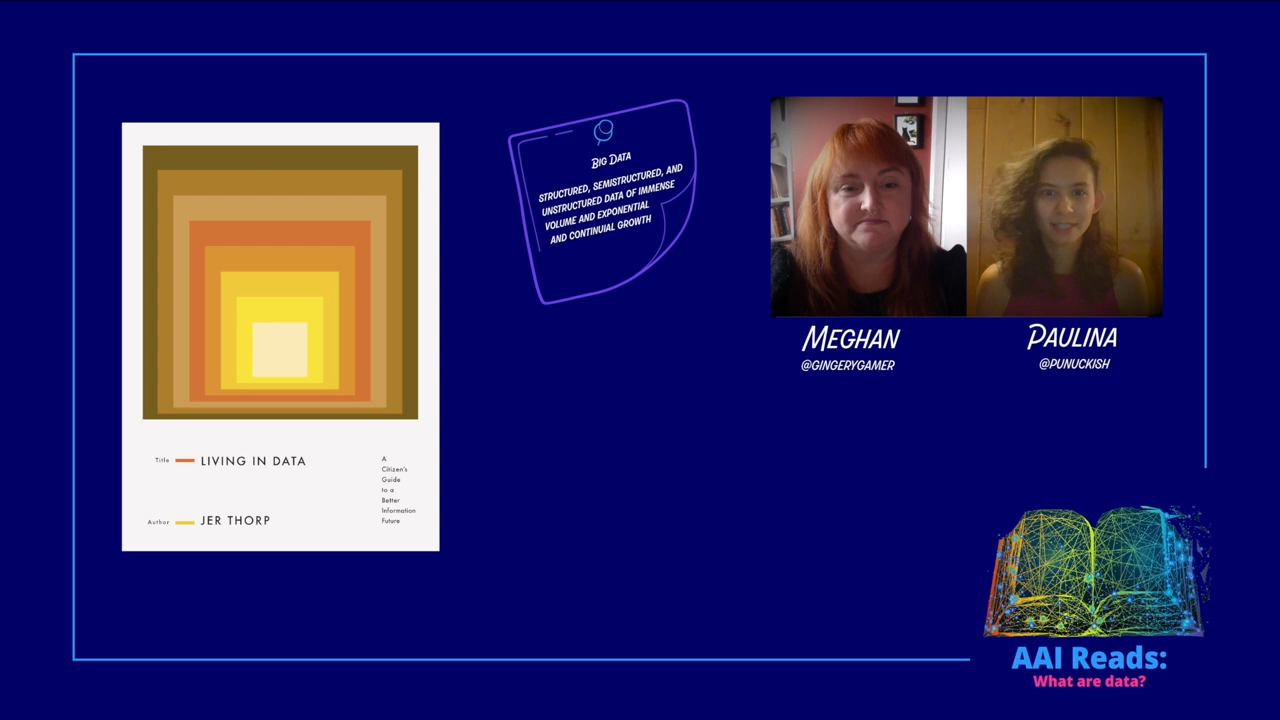 Title LIVING IN DATA
Author JER THORP
A
Citizen's
Guide
to a
Better
Information
Future
BIG DATA
STRUCTURED, SEMISTRUCTURED, AND
UNSTRUCTURED DATA OF IMMENSE
VOLUME AND EXPONENTIAL
AND CONTINUIAL GROWTH
MEGHAN
@GINGERYGAMER
PAULINA
@PUNUCKISH
AAI Reads:
What are data?